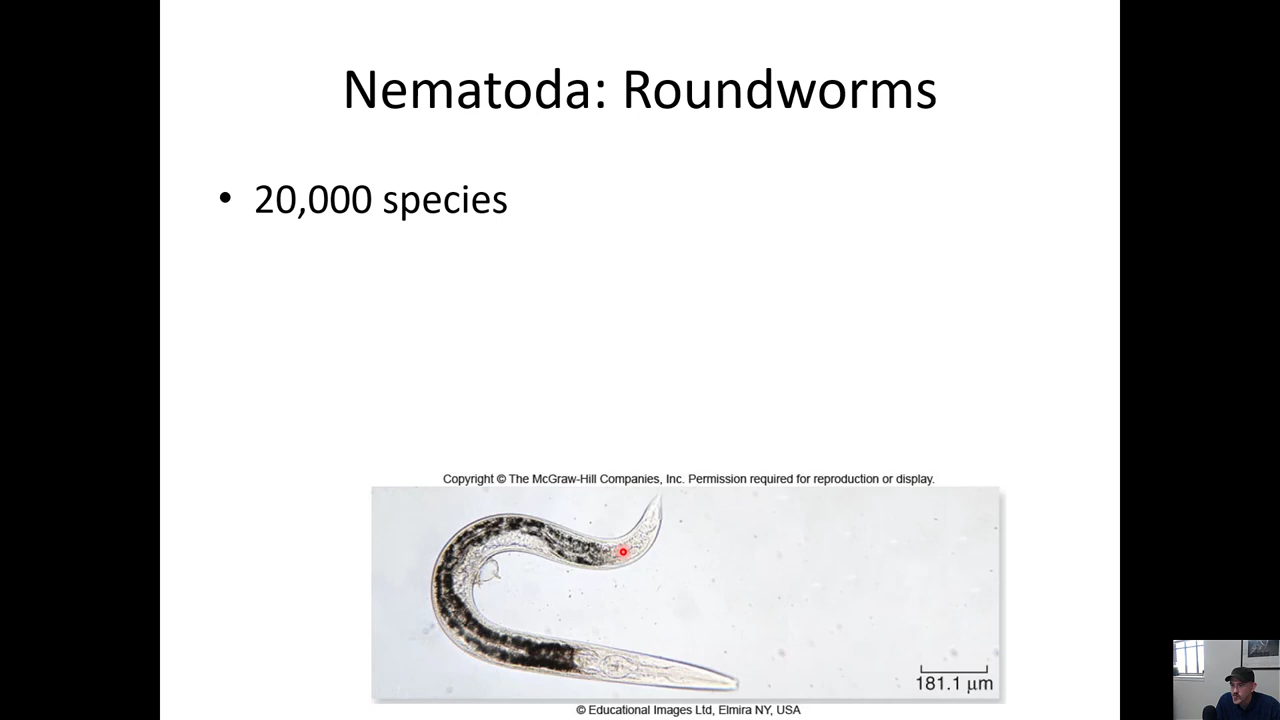 Nematoda: Roundworms
• 20,000 species
Copyright © The McGraw-Hill Companies, Inc. Permission required for reproduction or display.
181.1 μm
© Educational Images Ltd, Elmira NY, USA